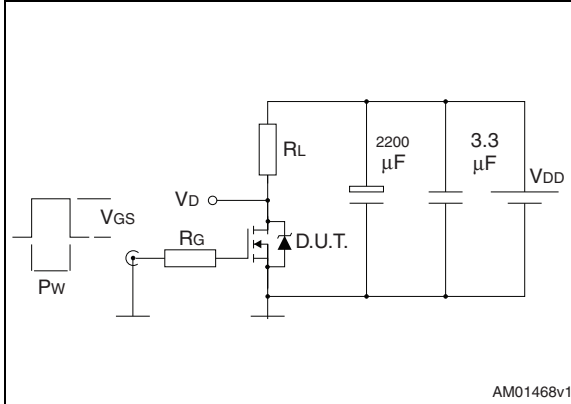 2200
μF
3.3
μF
RL
VDD
VD
VGS
RG
D.U.T.
PW
AM01468v1